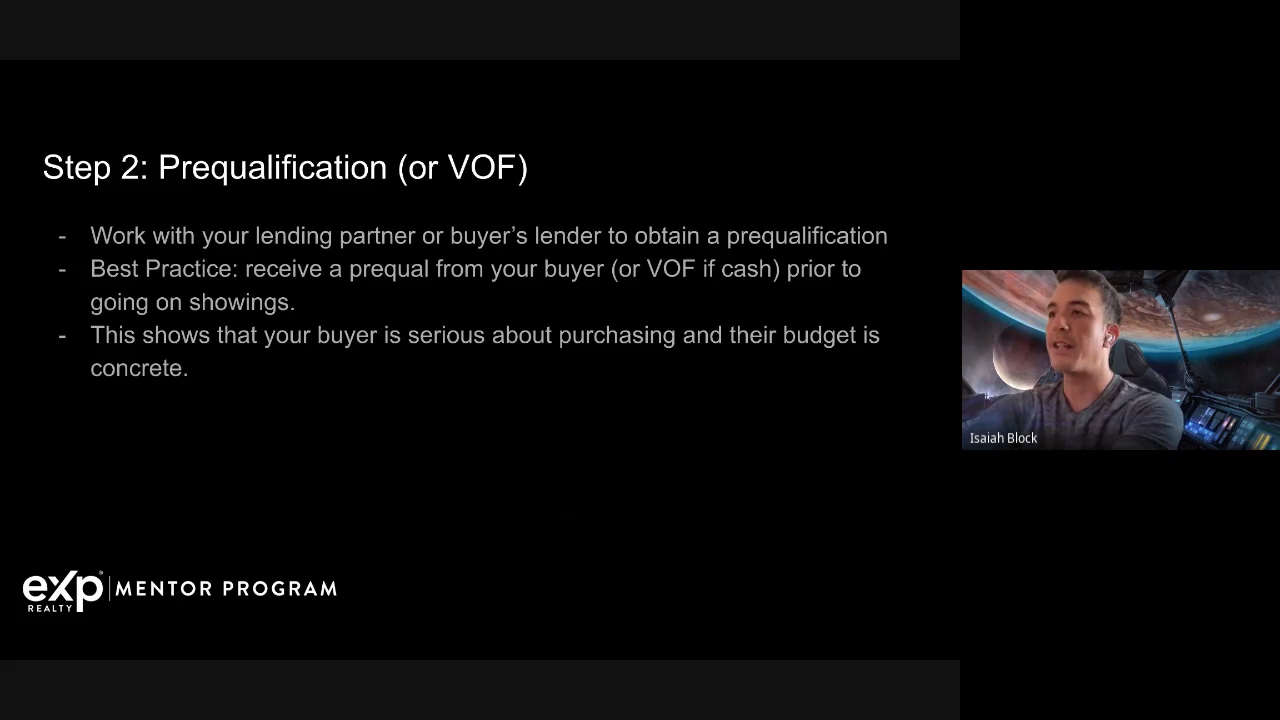 Step 2: Prequalification (or VOF)
- Work with your lending partner or buyer’s lender to obtain a prequalification
- Best Practice: receive a prequal from your buyer (or VOF if cash) prior to
going on showings.
- This shows that your buyer is serious about purchasing and their budget is
concrete.
Isaiah Block
eXp REALTY | MENTOR PROGRAM